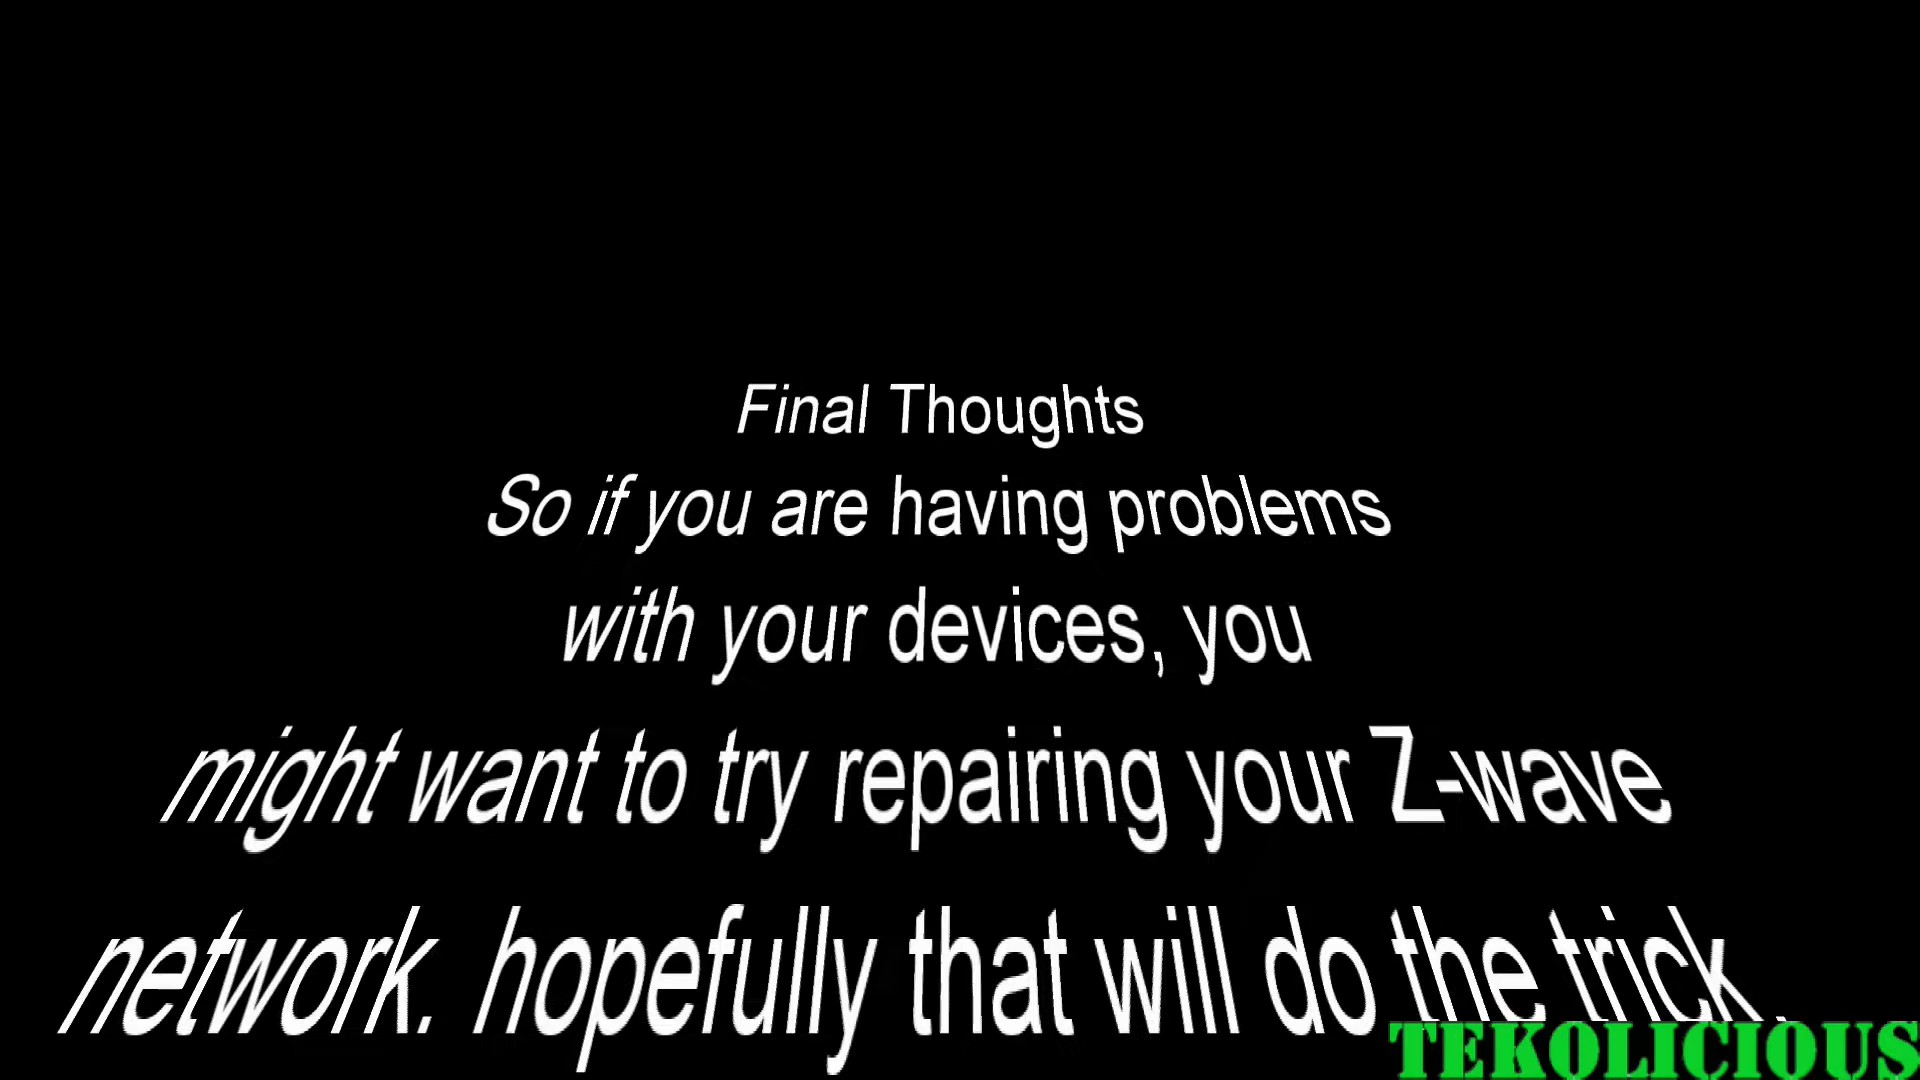 Final Thoughts
So if you are having problems
with your devices, you
might want to try repairing your Z-wave
network. hopefully that will do the trick.
TEKOLICIOUS